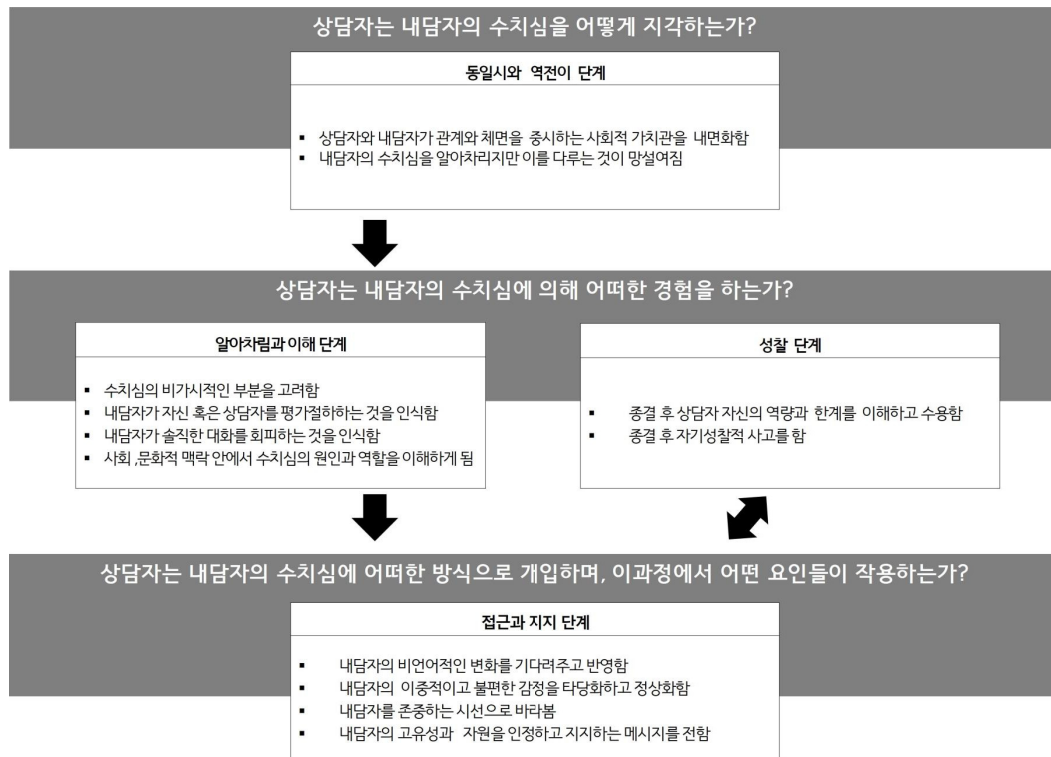 상담자는 내담자의 수치심을 어떻게 지각하는가?
동일시와 역전이 단계
▪ 상담자와 내담자가 관계와 체면을 중시하는 사회적 가치관을 내면화함
▪ 내담자의 수치심을 알아차리지만 이를 다루는 것이 망설여짐
상담자는 내담자의 수치심에 의해 어떠한 경험을 하는가?
알아차림과 이해 단계
▪ 수치심의 비가시적인 부분을 고려함
▪ 내담자가 자신 혹은 상담자를 평가절하하는 것을 인식함
▪ 내담자가 솔직한 대화를 회피하는 것을 인식함
▪ 사회 ,문화적 맥락 안에서 수치심의 원인과 역할을 이해하게 됨
성찰 단계
▪ 종결 후 상담자 자신의 역량과 한계를 이해하고 수용함
▪ 종결 후 자기성찰적 사고를 함
상담자는 내담자의 수치심에 어떠한 방식으로 개입하며, 이과정에서 어떤 요인들이 작용하는가?
접근과 지지 단계
▪ 내담자의 비언어적인 변화를 기다려주고 반영함
▪ 내담자의 이중적이고 불편한 감정을 타당화하고 정상화함
▪ 내담자를 존중하는 시선으로 바라봄
▪ 내담자의 고유성과 자원을 인정하고 지지하는 메시지를 전함